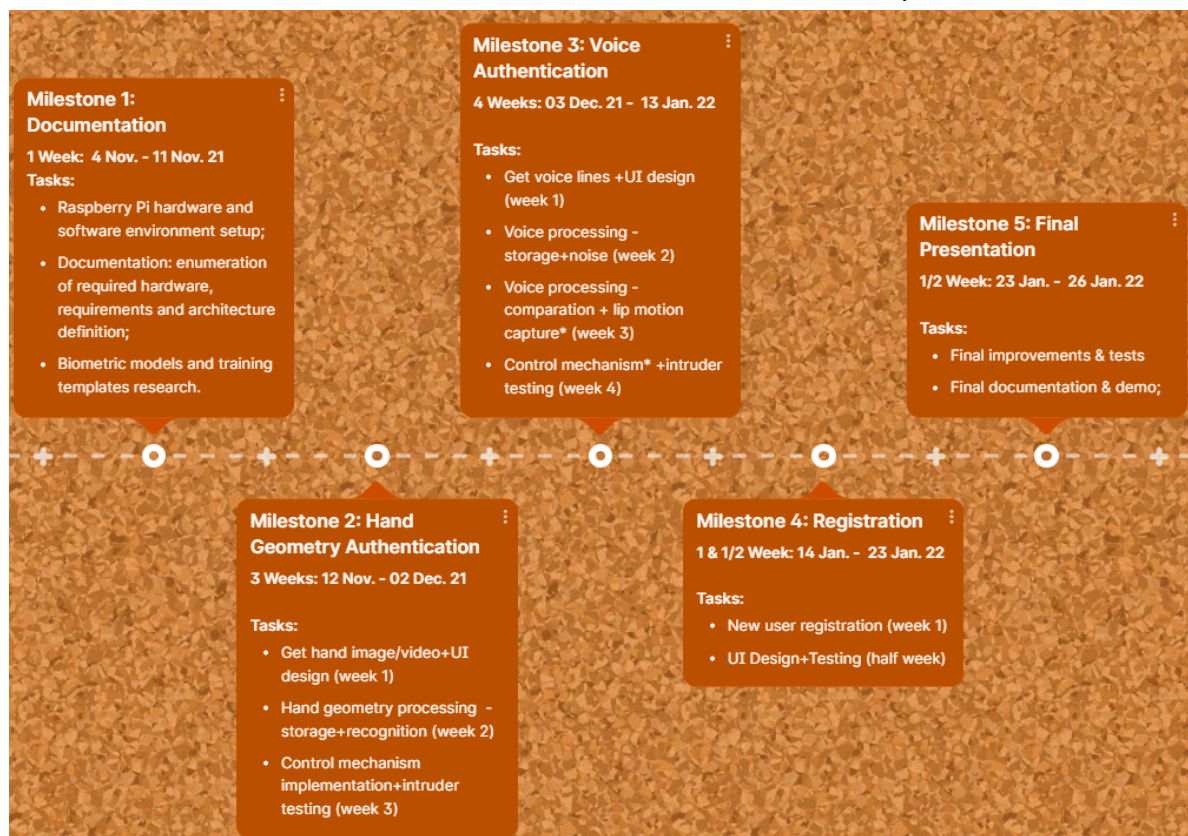 Milestone 1:
Documentation
1 Week:  4 Nov. - 11 Nov. 21
Tasks:
• Raspberry Pi hardware and
software environment setup;
• Documentation: enumeration
of required hardware,
requirements and architecture
definition;
• Biometric models and training
templates research.
Milestone 2: Hand
Geometry Authentication
3 Weeks: 12 Nov. - 02 Dec. 21
Tasks:
• Get hand image/video+UI
design (week 1)
• Hand geometry processing  -
storage+recognition (week 2)
• Control mechanism
implementation+intruder
testing (week 3)
Milestone 3: Voice
Authentication
4 Weeks: 03 Dec. 21 -  13 Jan. 22
Tasks:
• Get voice lines +UI design
(week 1)
• Voice processing -
storage+noise (week 2)
• Voice processing -
comparation + lip motion
capture* (week 3)
• Control mechanism* +intruder
testing (week 4)
Milestone 4: Registration
1 & 1/2 Week: 14 Jan. -  23 Jan. 22
Tasks:
• New user registration (week 1)
• UI Design+Testing (half week)
Milestone 5: Final
Presentation
1/2 Week: 23 Jan. -  26 Jan. 22
Tasks:
• Final improvements & tests
• Final documentation & demo;